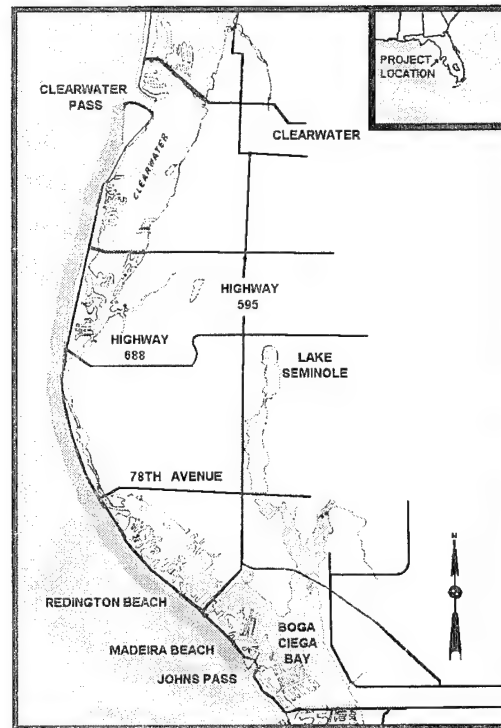 PROJECT
LOCATION
CLEARWATER
PASS
CLEARWATER
CLEARWATER
HIGHWAY
595
HIGHWAY
688
LAKE
SEMINOLE
78TH AVENUE
REDINGTON BEACH
BOGA
CIEGA
BAY
MADEIRA BEACH
JOHNS PASS
N